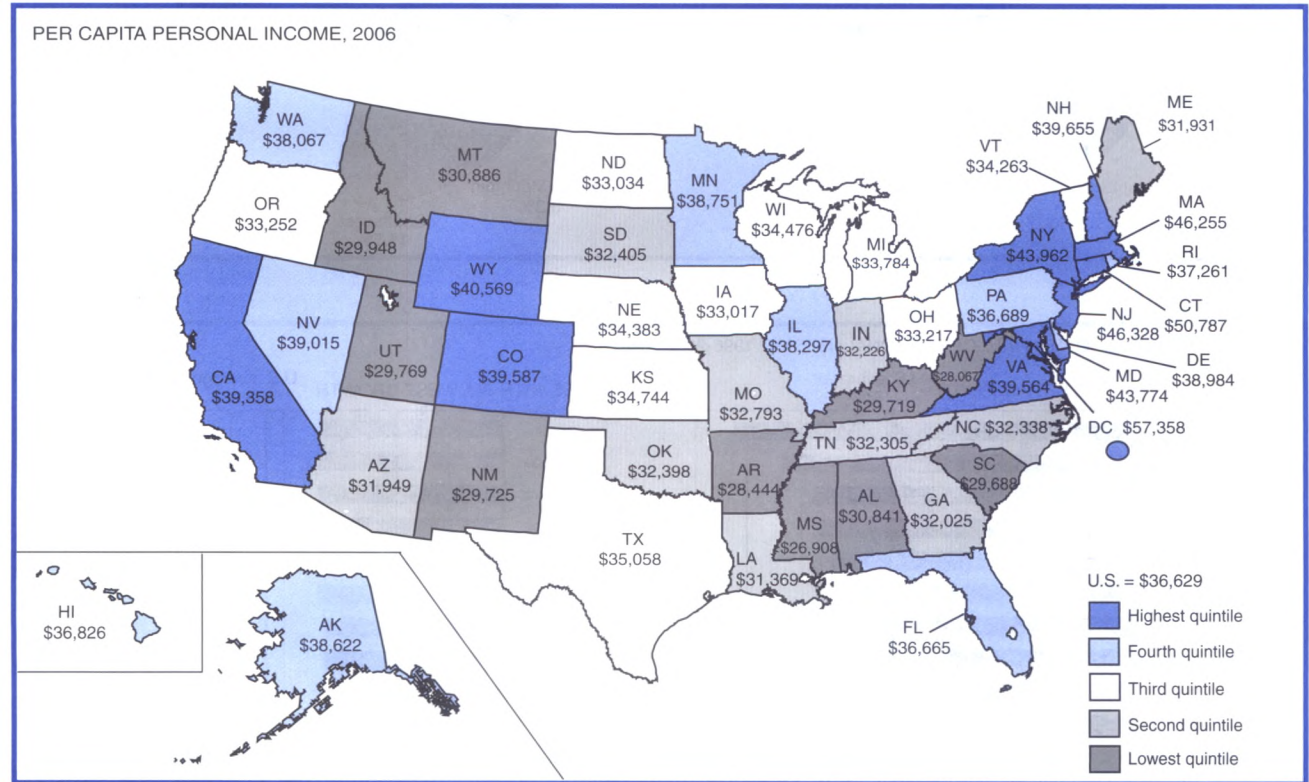 PER CAPITA PERSONAL INCOME, 2006
WA
$38,067
OR
$33,252
CA
$39,358
NV
$39,015
ID
$29,948
MT
$30,886
WY
$40,569
UT
$29,769
CO
$39,587
AZ
$31,949
NM
$29,725
ND
$33,034
SD
$32,405
NE
$34,383
KS
$34,744
OK
$32,398
TX
$35,058
MN
$38,751
IA
$33,017
MO
$32,793
AR
$28,444
LA
$31,369
WI
$34,476
IL
$38,297
MI
$33,784
IN
$32,226
OH
$33,217
KY
$29,719
TN $32,305
MS
$26,908
AL
$30,841
GA
$32,025
FL
$36,665
SC
$29,688
NC $32,338
VA
$39,564
WV
$28,067
PA
$36,689
NY
$43,962
VT
$34,263
NH
$39,655
ME
$31,931
MA
$46,255
RI
$37,261
CT
$50,787
NJ
$46,328
DE
$38,984
MD
$43,774
DC $57,358
HI
$36,826
AK
$38,622
U.S. = $36,629
Highest quintile
Fourth quintile
Third quintile
Second quintile
Lowest quintile